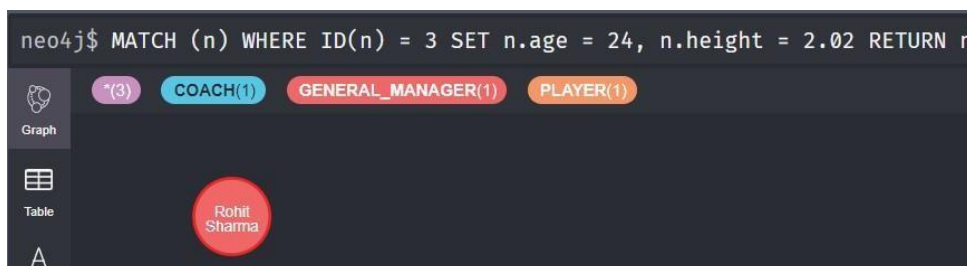 neo4j$ MATCH (n) WHERE ID(n) = 3 SET n.age = 24, n.height = 2.02 RETURN n
*(3) COACH(1) GENERAL_MANAGER(1) PLAYER(1)
Graph
Table
Rohit
Sharma
A